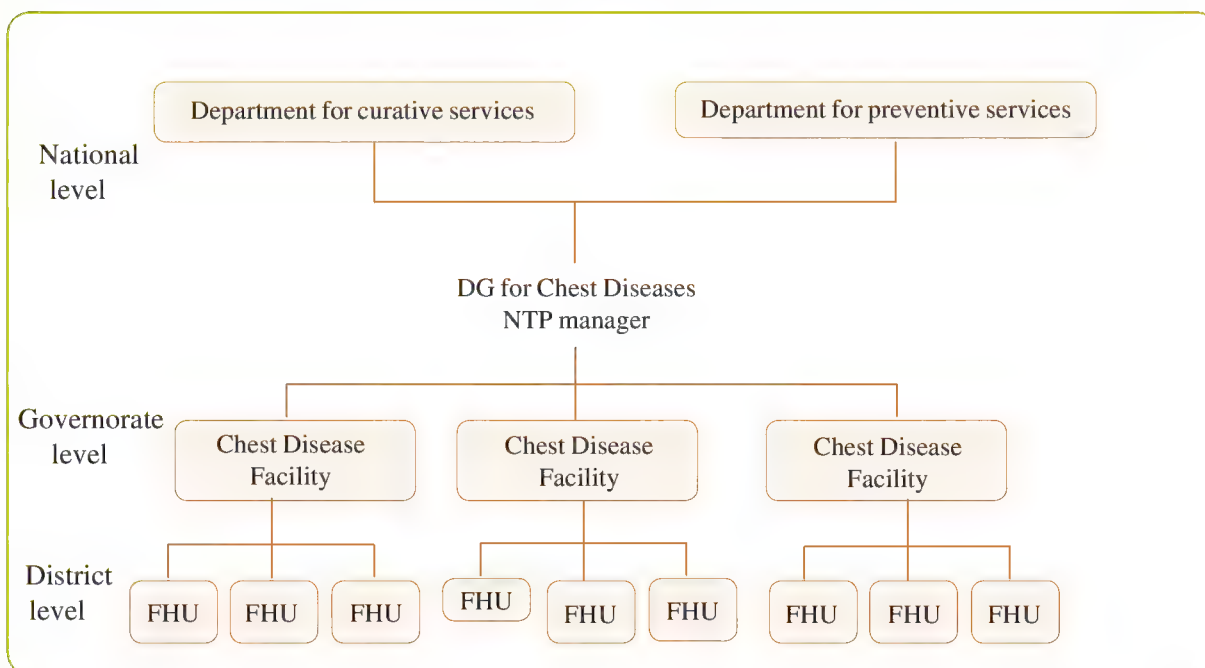 Department for curative services
Department for preventive services
National
level
DG for Chest Diseases
NTP manager
Governorate
level
Chest Disease
Facility
Chest Disease
Facility
Chest Disease
Facility
District
level
FHU
FHU
FHU
FHU
FHU
FHU
FHU
FHU
FHU